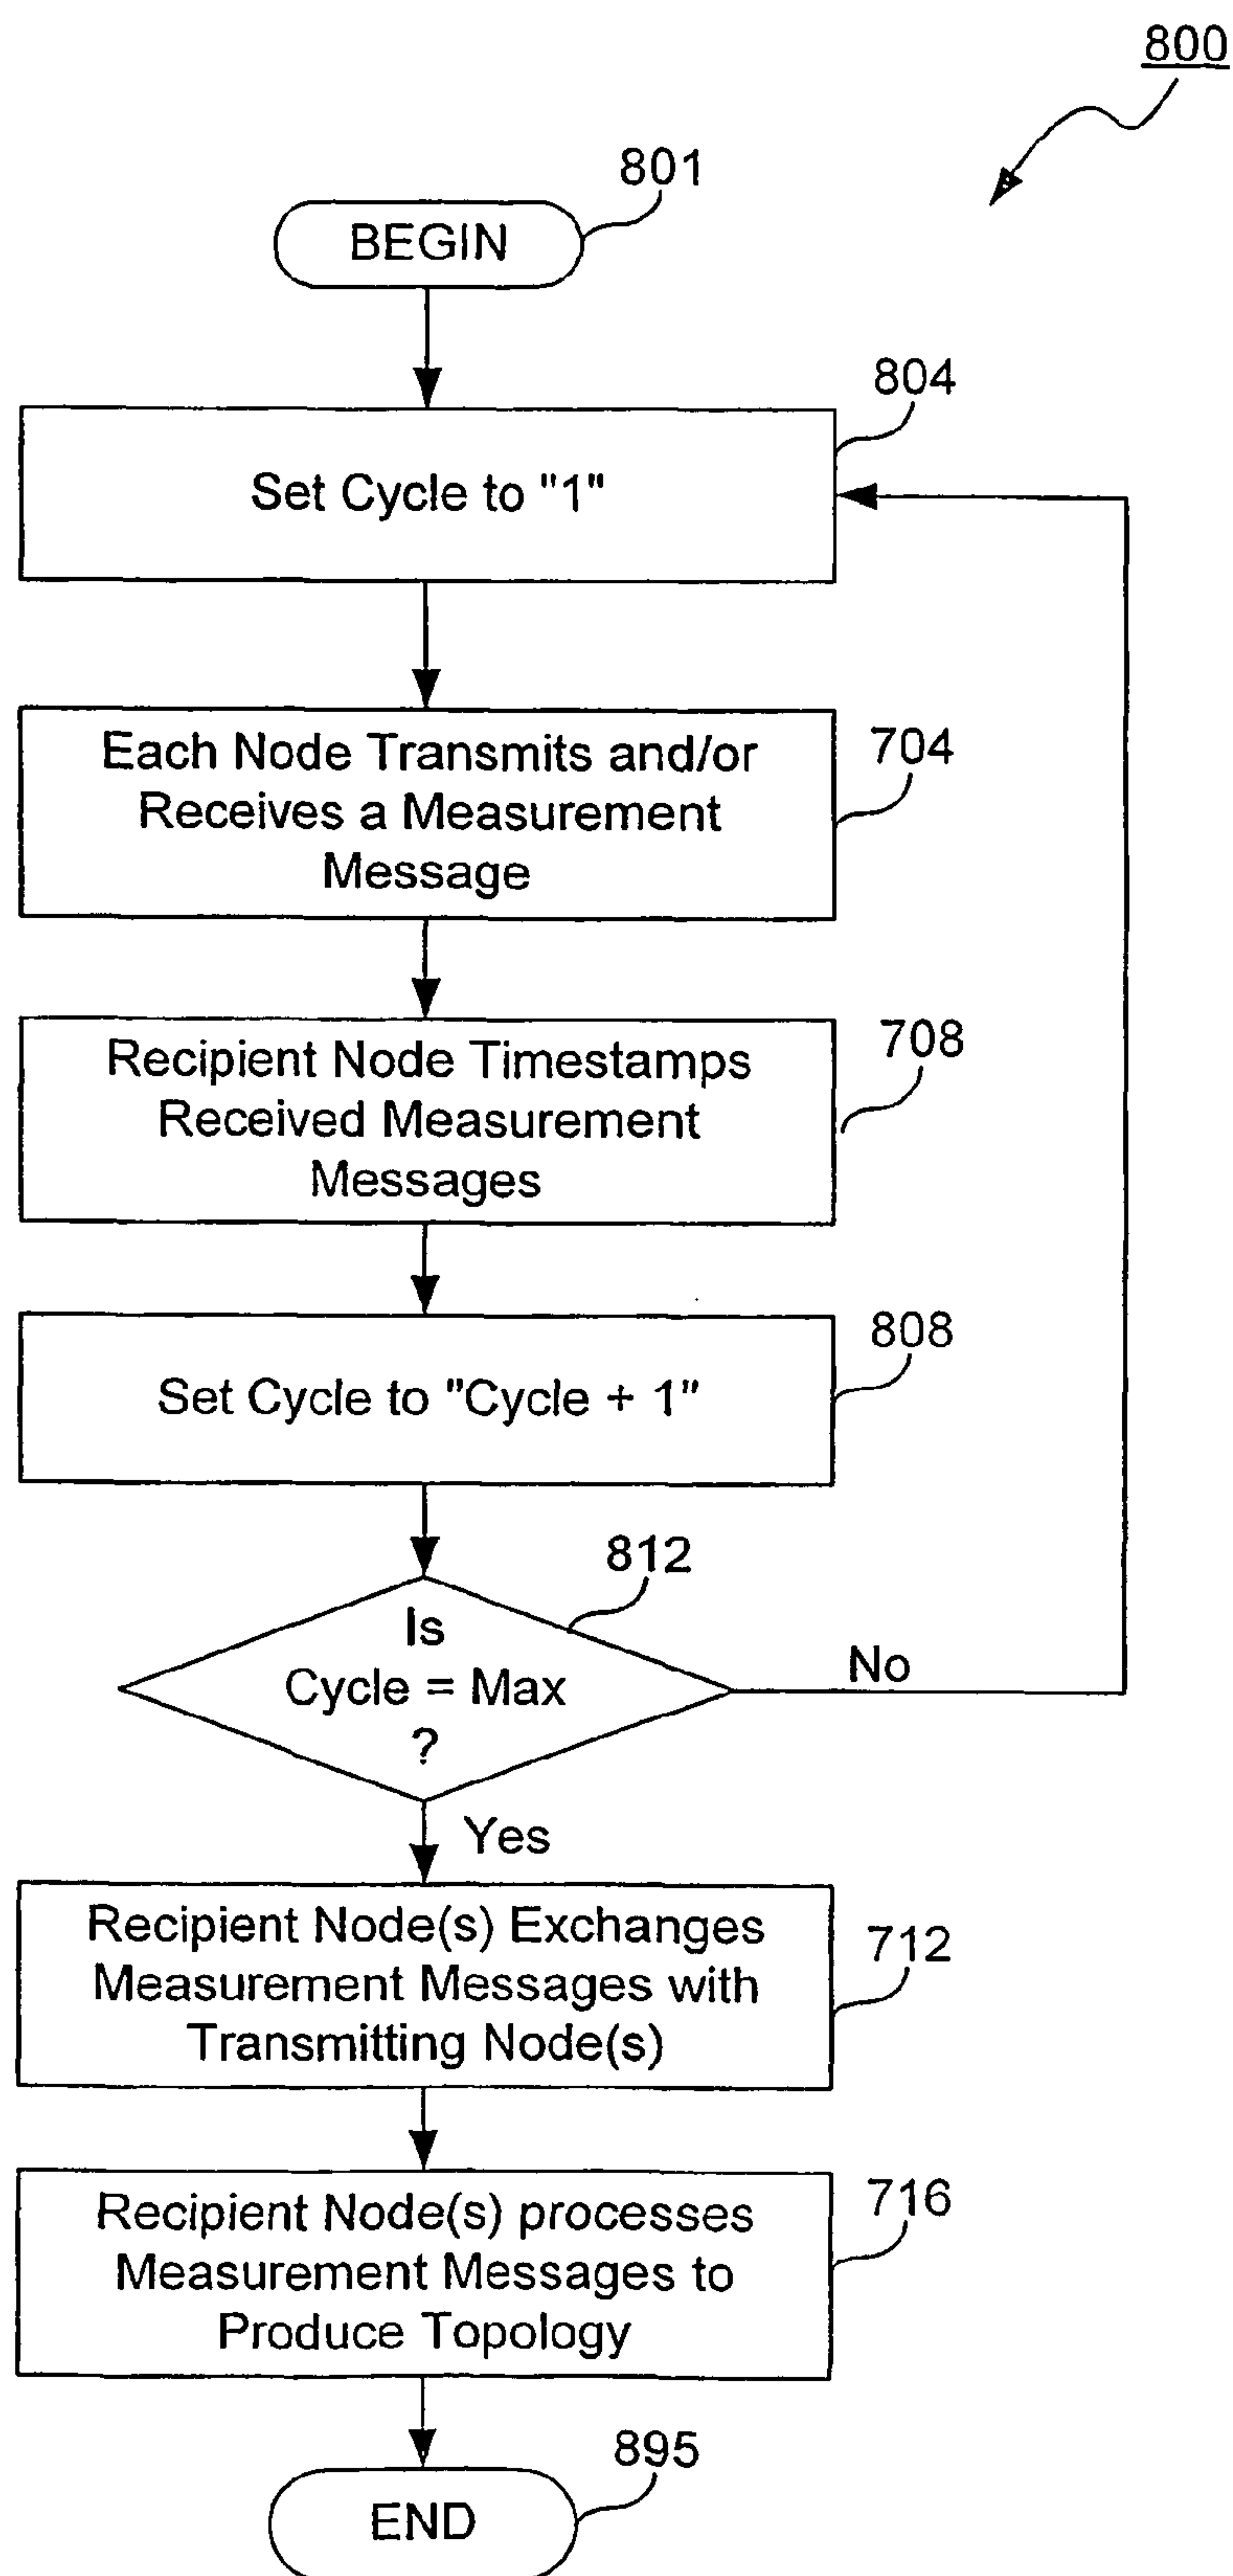 800
801
BEGIN
804
Set Cycle to "1"
704
Each Node Transmits and/or
Receives a Measurement
Message
708
Recipient Node Timestamps
Received Measurement
Messages
808
Set Cycle to "Cycle + 1"
812
Is
Cycle = Max
?
No
Yes
712
Recipient Node(s) Exchanges
Measurement Messages with
Transmitting Node(s)
716
Recipient Node(s) processes
Measurement Messages to
Produce Topology
895
END